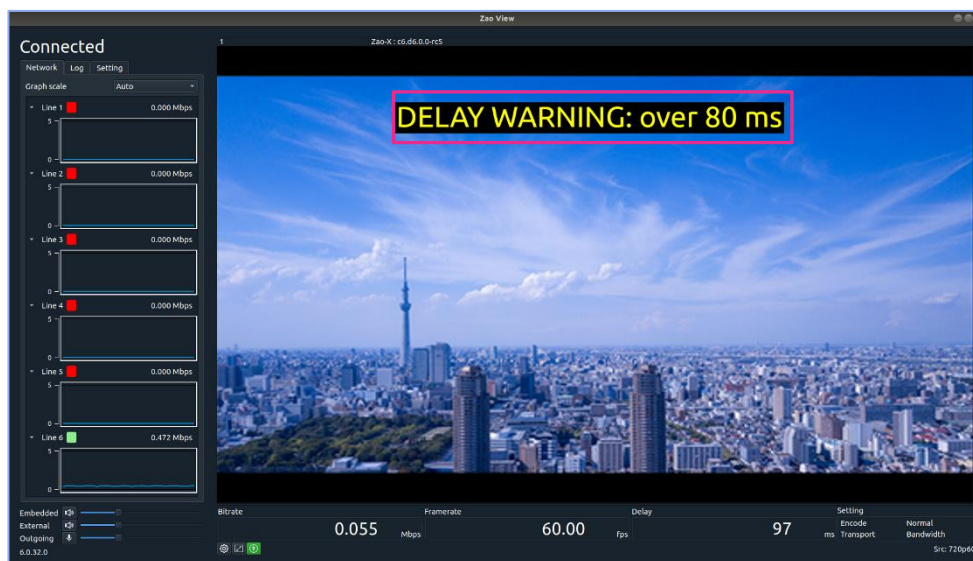 Zao View
Connected
1 Zao-X : c6.d6.0.0-rc5
Network Log Setting
Graph scale Auto
Line 1 0.000 Mbps
5
0
Line 2 0.000 Mbps
5
0
Line 3 0.000 Mbps
5
0
Line 4 0.000 Mbps
5
0
Line 5 0.000 Mbps
5
0
Line 6 0.472 Mbps
5
0
Embedded
External
Outgoing
6.0.32.0
DELAY WARNING: over 80 ms
Bitrate Framerate Delay Setting
0.055 Mbps 60.00 fps 97 ms
Encode Normal
Transport Bandwidth
Src: 720p60